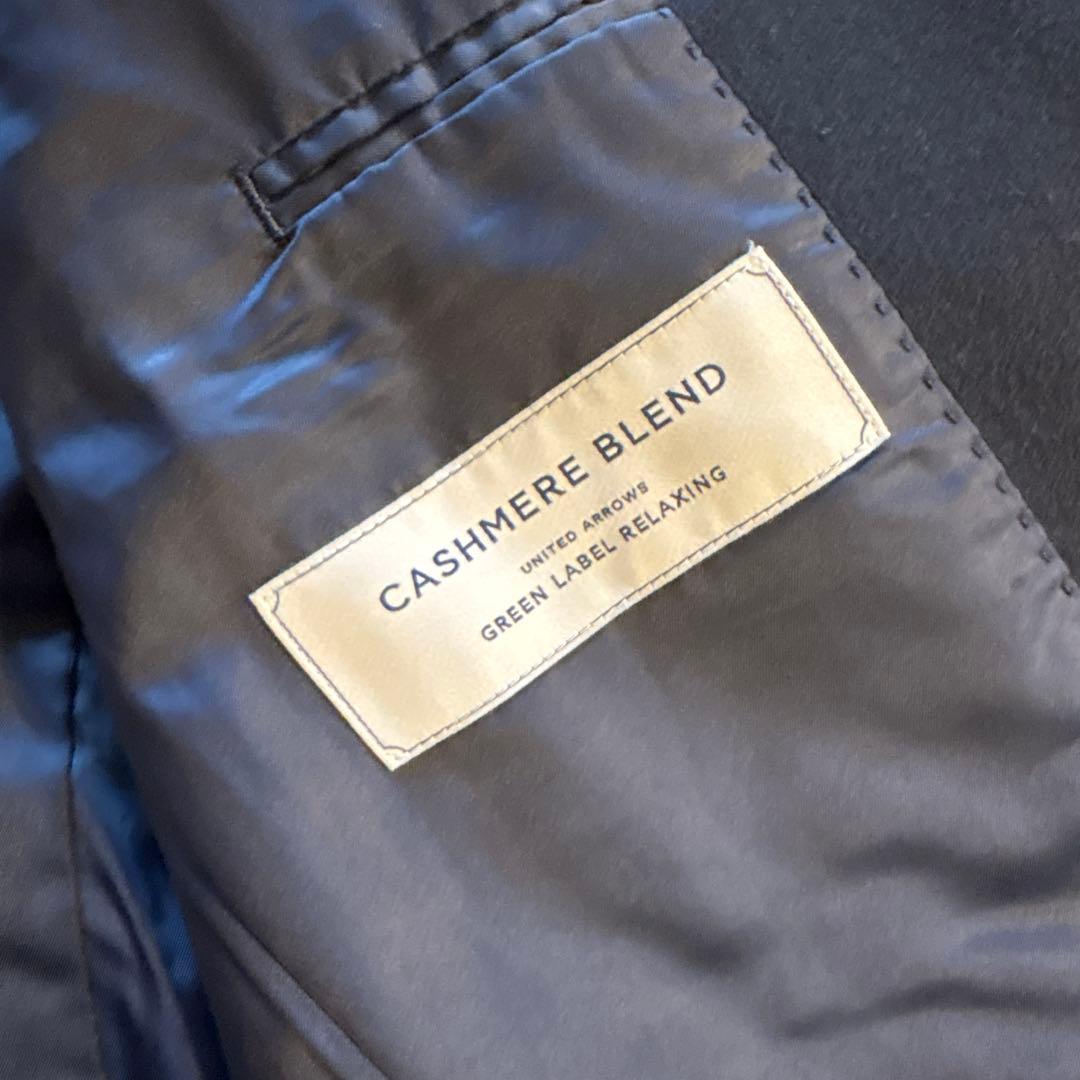 CASHMERE BLEND
UNITED ARROWS
GREEN LABEL RELAXING